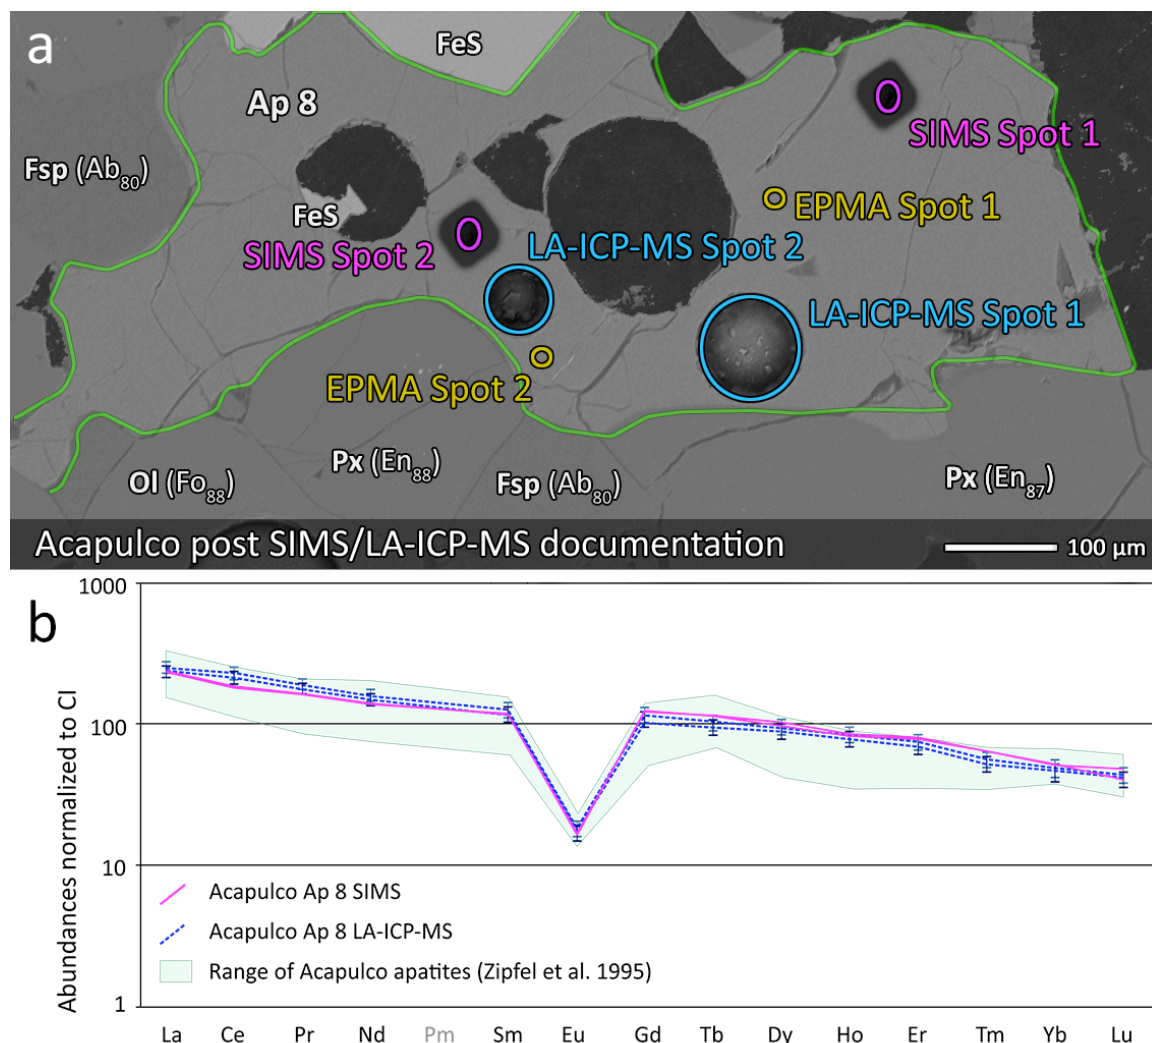 a
FeS
Ap 8
SIMS Spot 1
Fsp (Ab80)
FeS
EPMA Spot 1
SIMS Spot 2
LA-ICP-MS Spot 2
LA-ICP-MS Spot 1
EPMA Spot 2
Ol (Fo88)
Px (En88)
Fsp (Ab80)
Px (En87)
Acapulco post SIMS/LA-ICP-MS documentation
100 µm
b
Abundances normalized to CI
1000
100
10
1
Acapulco Ap 8 SIMS
Acapulco Ap 8 LA-ICP-MS
Range of Acapulco apatites (Zipfel et al. 1995)
La Ce Pr Nd Pm Sm Eu Gd Tb Dy Ho Er Tm Yb Lu